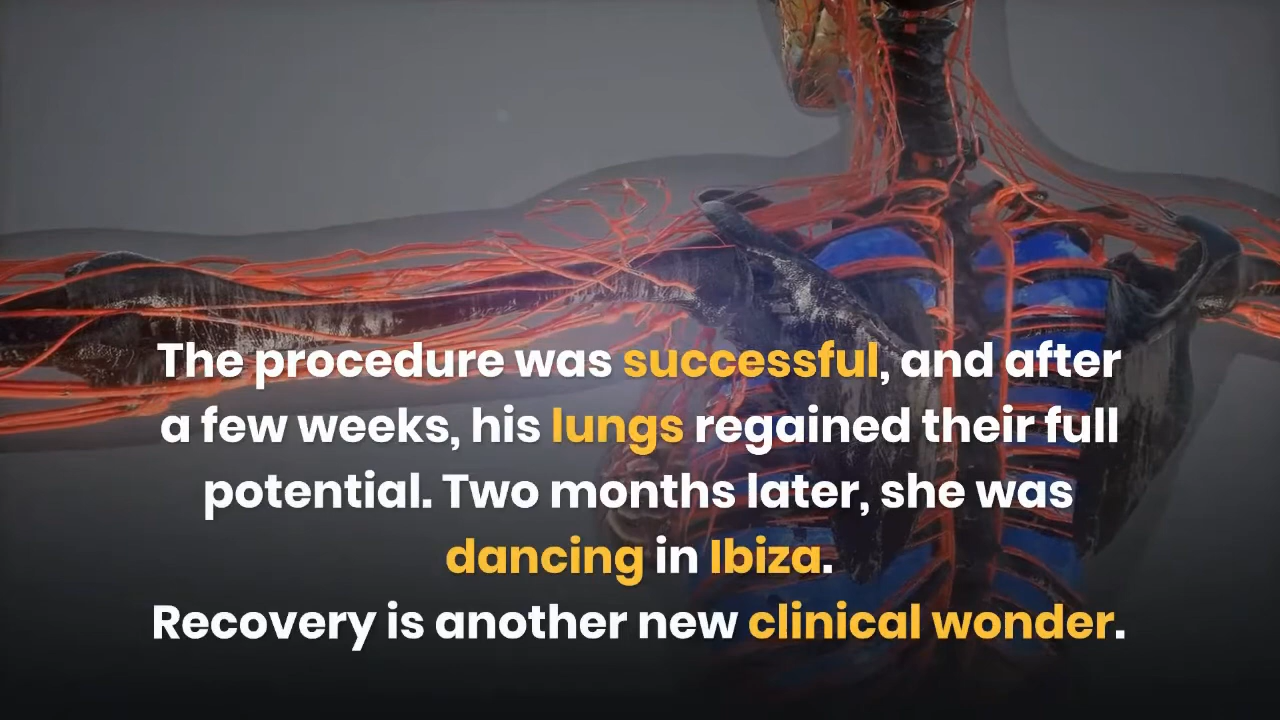 The procedure was successful, and after
a few weeks, his lungs regained their full
potential. Two months later, she was
dancing in Ibiza.
Recovery is another new clinical wonder.